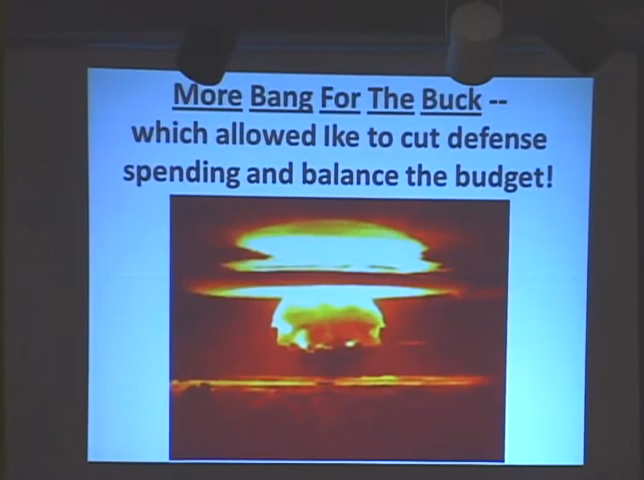 More Bang For The Buck --
which allowed Ike to cut defense
spending and balance the budget!